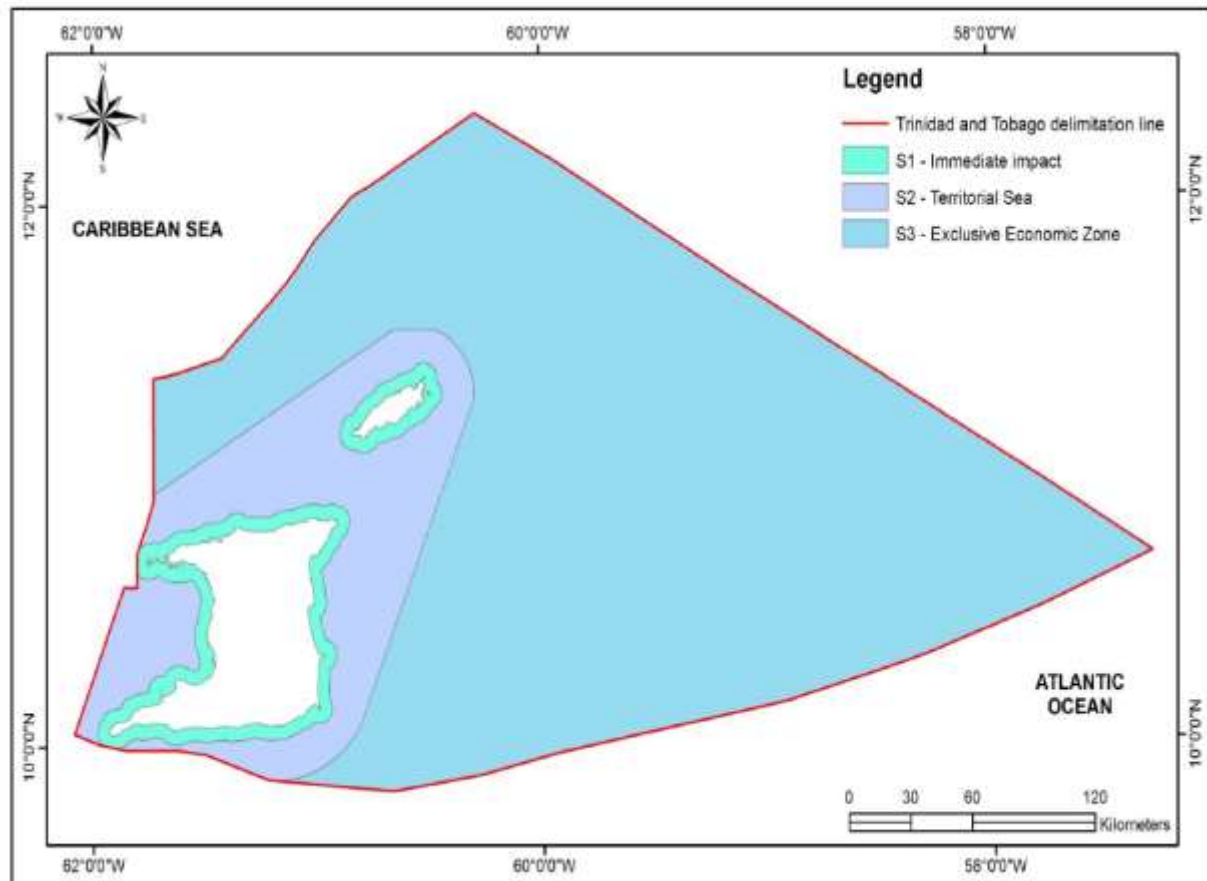 62°0'0"W 60°0'0"W 58°0'0"W
N
S
Legend
Trinidad and Tobago delimitation line
S1 - Immediate impact
S2 - Territorial Sea
S3 - Exclusive Economic Zone
12°0'0"N 12°0'0"N
CARIBBEAN SEA
ATLANTIC
OCEAN
10°0'0"N 10°0'0"N
0 30 60 120
Kilometers
62°0'0"W 60°0'0"W 58°0'0"W